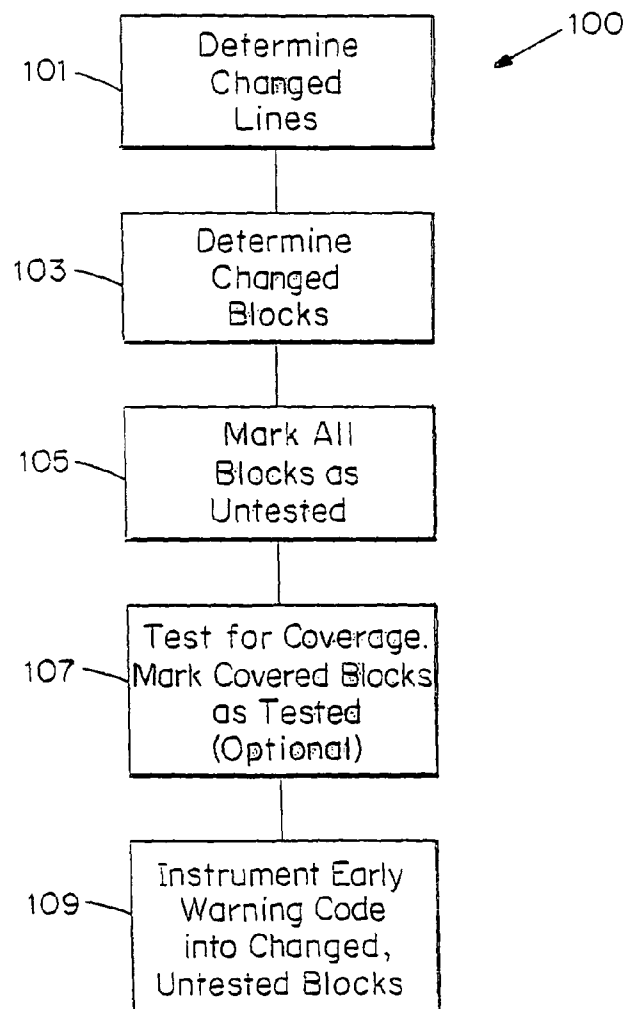 100
101
Determine
Changed
Lines
103
Determine
Changed
Blocks
105
Mark All
Blocks as
Untested
107
Test for Coverage.
Mark Covered Blocks
as Tested
(Optional)
109
Instrument Early
Warning Code
into Changed,
Untested Blocks